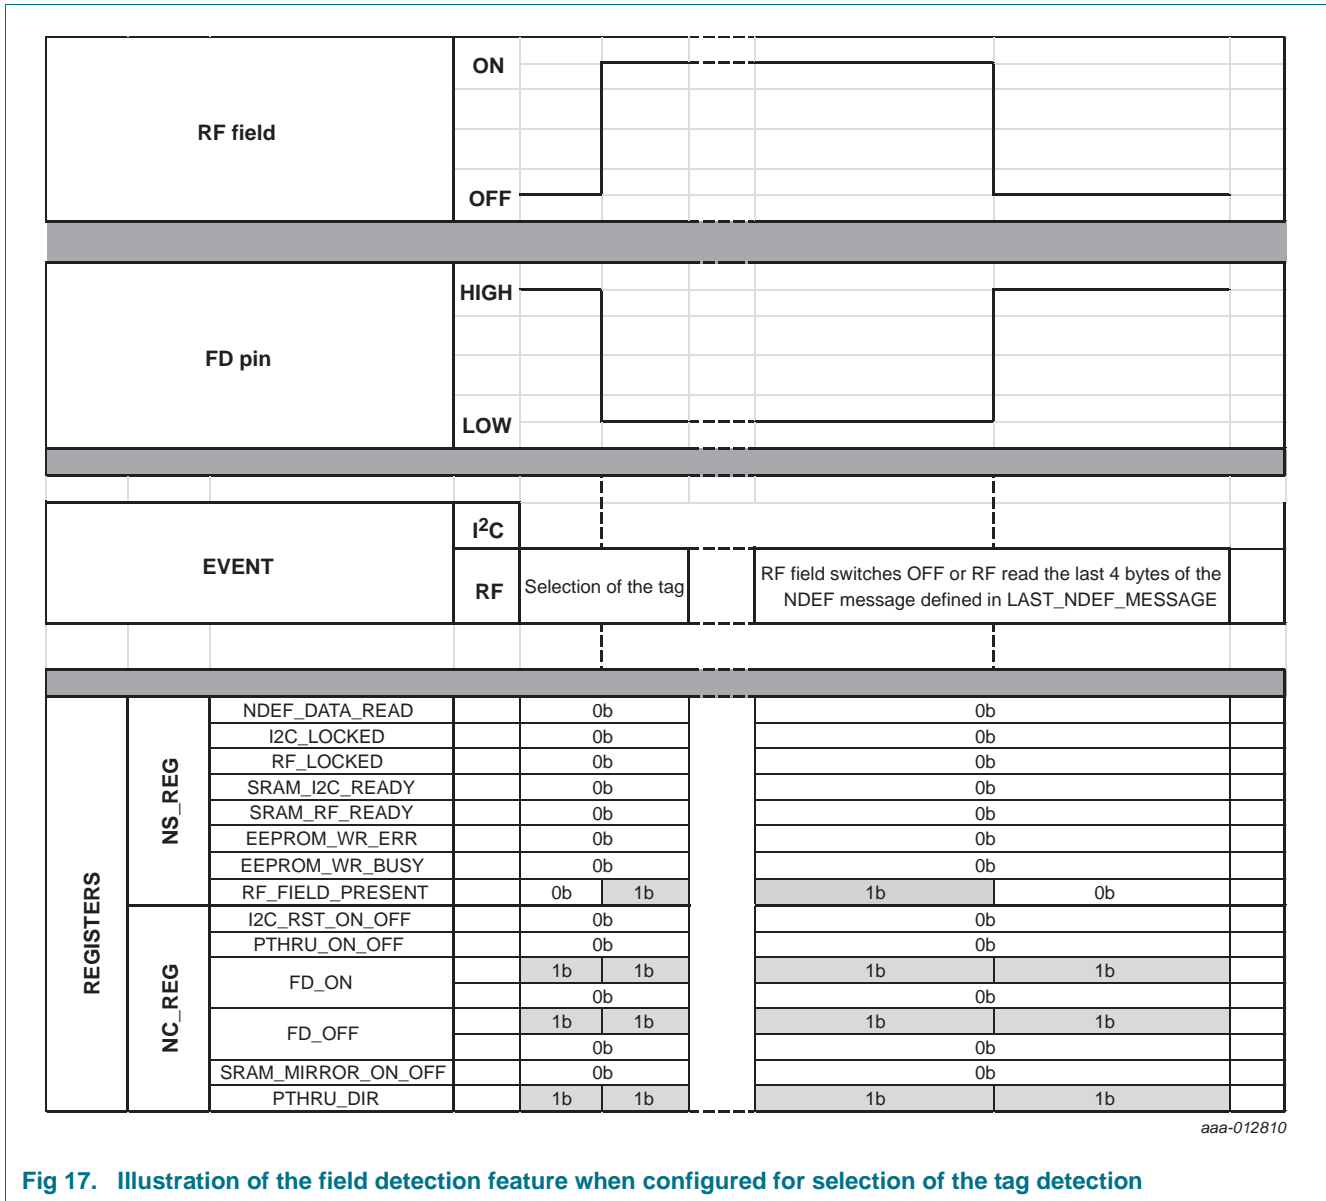 ON
RF field
OFF
HIGH
FD pin
LOW
EVENT
I2C
RF
Selection of the tag
RF field switches OFF or RF read the last 4 bytes of the
NDEF message defined in LAST_NDEF_MESSAGE
REGISTERS
NS_REG
NDEF_DATA_READ 0b 0b
I2C_LOCKED 0b 0b
RF_LOCKED 0b 0b
SRAM_I2C_READY 0b 0b
SRAM_RF_READY 0b 0b
EEPROM_WR_ERR 0b 0b
EEPROM_WR_BUSY 0b 0b
RF_FIELD_PRESENT 0b 1b 1b 0b
NC_REG
I2C_RST_ON_OFF 0b 0b
PTHRU_ON_OFF 0b 0b
FD_ON 1b 1b 1b 1b
0b 0b
FD_OFF 1b 1b 1b 1b
0b 0b
SRAM_MIRROR_ON_OFF 0b 0b
PTHRU_DIR 1b 1b 1b 1b
aaa-012810
Fig 17. Illustration of the field detection feature when configured for selection of the tag detection